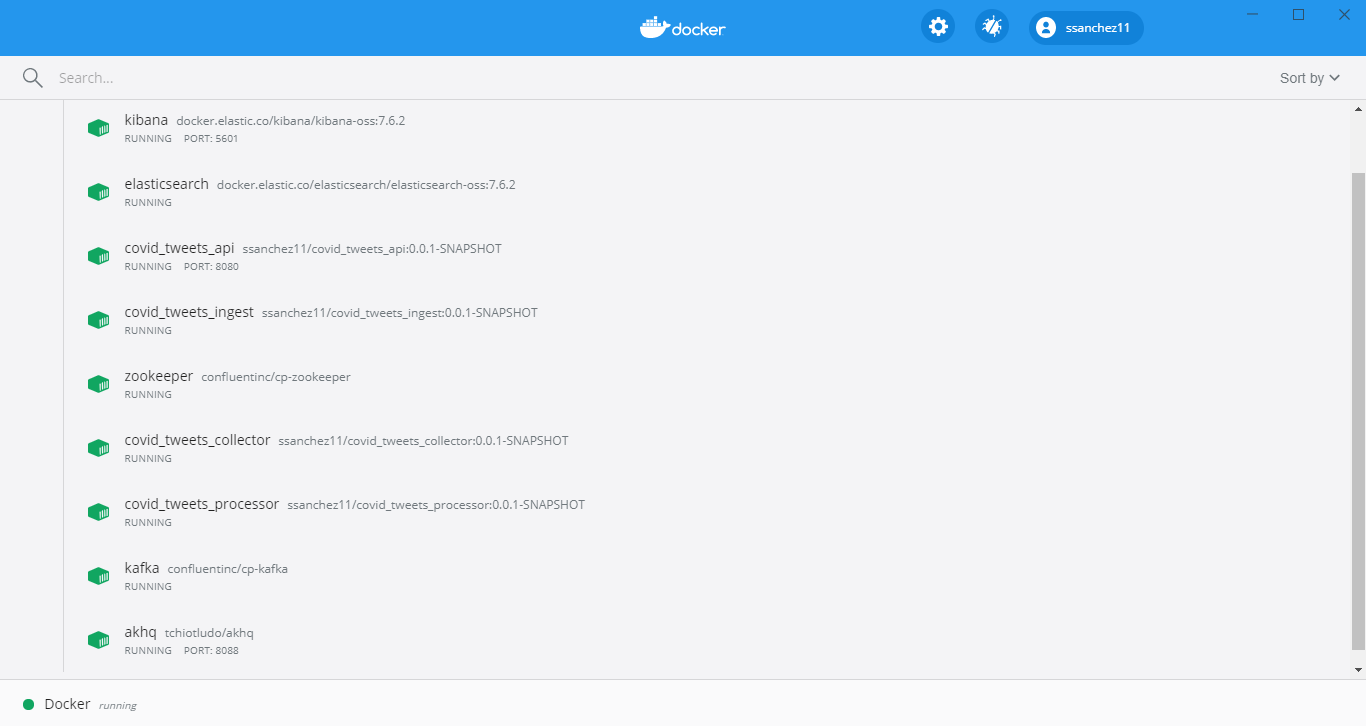 docker
ssanchez11
Search...
Sort by
kibana docker.elastic.co/kibana/kibana-oss:7.6.2
RUNNING PORT: 5601
elasticsearch docker.elastic.co/elasticsearch/elasticsearch-oss:7.6.2
RUNNING
covid_tweets_api ssanchez11/covid_tweets_api:0.0.1-SNAPSHOT
RUNNING PORT: 8080
covid_tweets_ingest ssanchez11/covid_tweets_ingest:0.0.1-SNAPSHOT
RUNNING
zookeeper confluentinc/cp-zookeeper
RUNNING
covid_tweets_collector ssanchez11/covid_tweets_collector:0.0.1-SNAPSHOT
RUNNING
covid_tweets_processor ssanchez11/covid_tweets_processor:0.0.1-SNAPSHOT
RUNNING
kafka confluentinc/cp-kafka
RUNNING
akhq tchiotludo/akhq
RUNNING PORT: 8088
Docker running